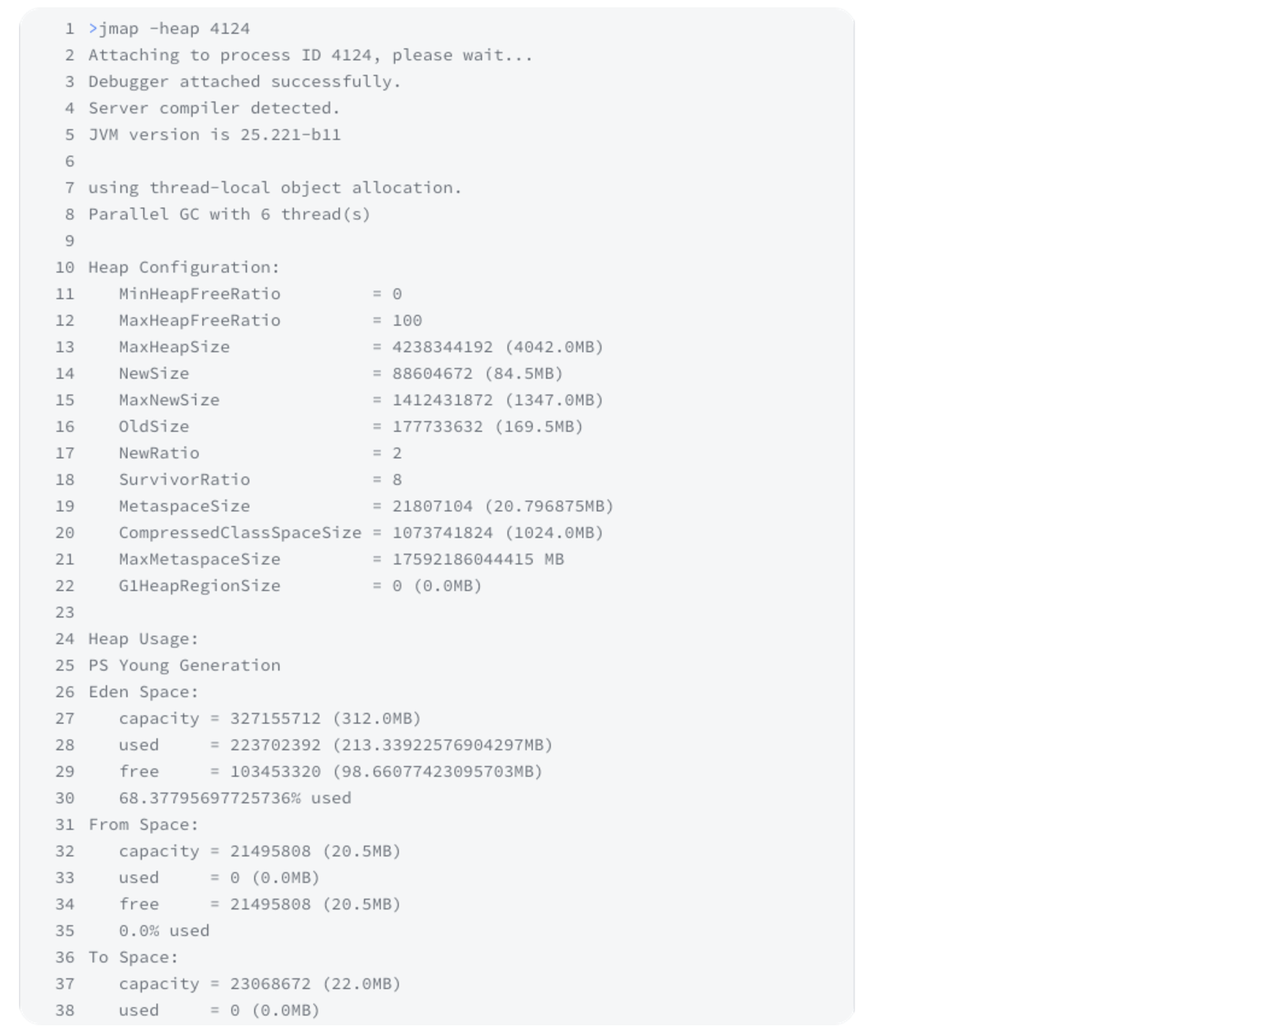 1 >jmap -heap 4124
2 Attaching to process ID 4124, please wait...
3 Debugger attached successfully.
4 Server compiler detected.
5 JVM version is 25.221-b11
6
7 using thread-local object allocation.
8 Parallel GC with 6 thread(s)
9
10 Heap Configuration:
11    MinHeapFreeRatio         = 0
12    MaxHeapFreeRatio         = 100
13    MaxHeapSize              = 4238344192 (4042.0MB)
14    NewSize                  = 88604672 (84.5MB)
15    MaxNewSize               = 1412431872 (1347.0MB)
16    OldSize                  = 177733632 (169.5MB)
17    NewRatio                 = 2
18    SurvivorRatio            = 8
19    MetaspaceSize            = 21807104 (20.796875MB)
20    CompressedClassSpaceSize = 1073741824 (1024.0MB)
21    MaxMetaspaceSize         = 17592186044415 MB
22    G1HeapRegionSize         = 0 (0.0MB)
23
24 Heap Usage:
25 PS Young Generation
26 Eden Space:
27    capacity = 327155712 (312.0MB)
28    used     = 223702392 (213.33922576904297MB)
29    free     = 103453320 (98.66077423095703MB)
30    68.37795697725736% used
31 From Space:
32    capacity = 21495808 (20.5MB)
33    used     = 0 (0.0MB)
34    free     = 21495808 (20.5MB)
35    0.0% used
36 To Space:
37    capacity = 23068672 (22.0MB)
38    used     = 0 (0.0MB)